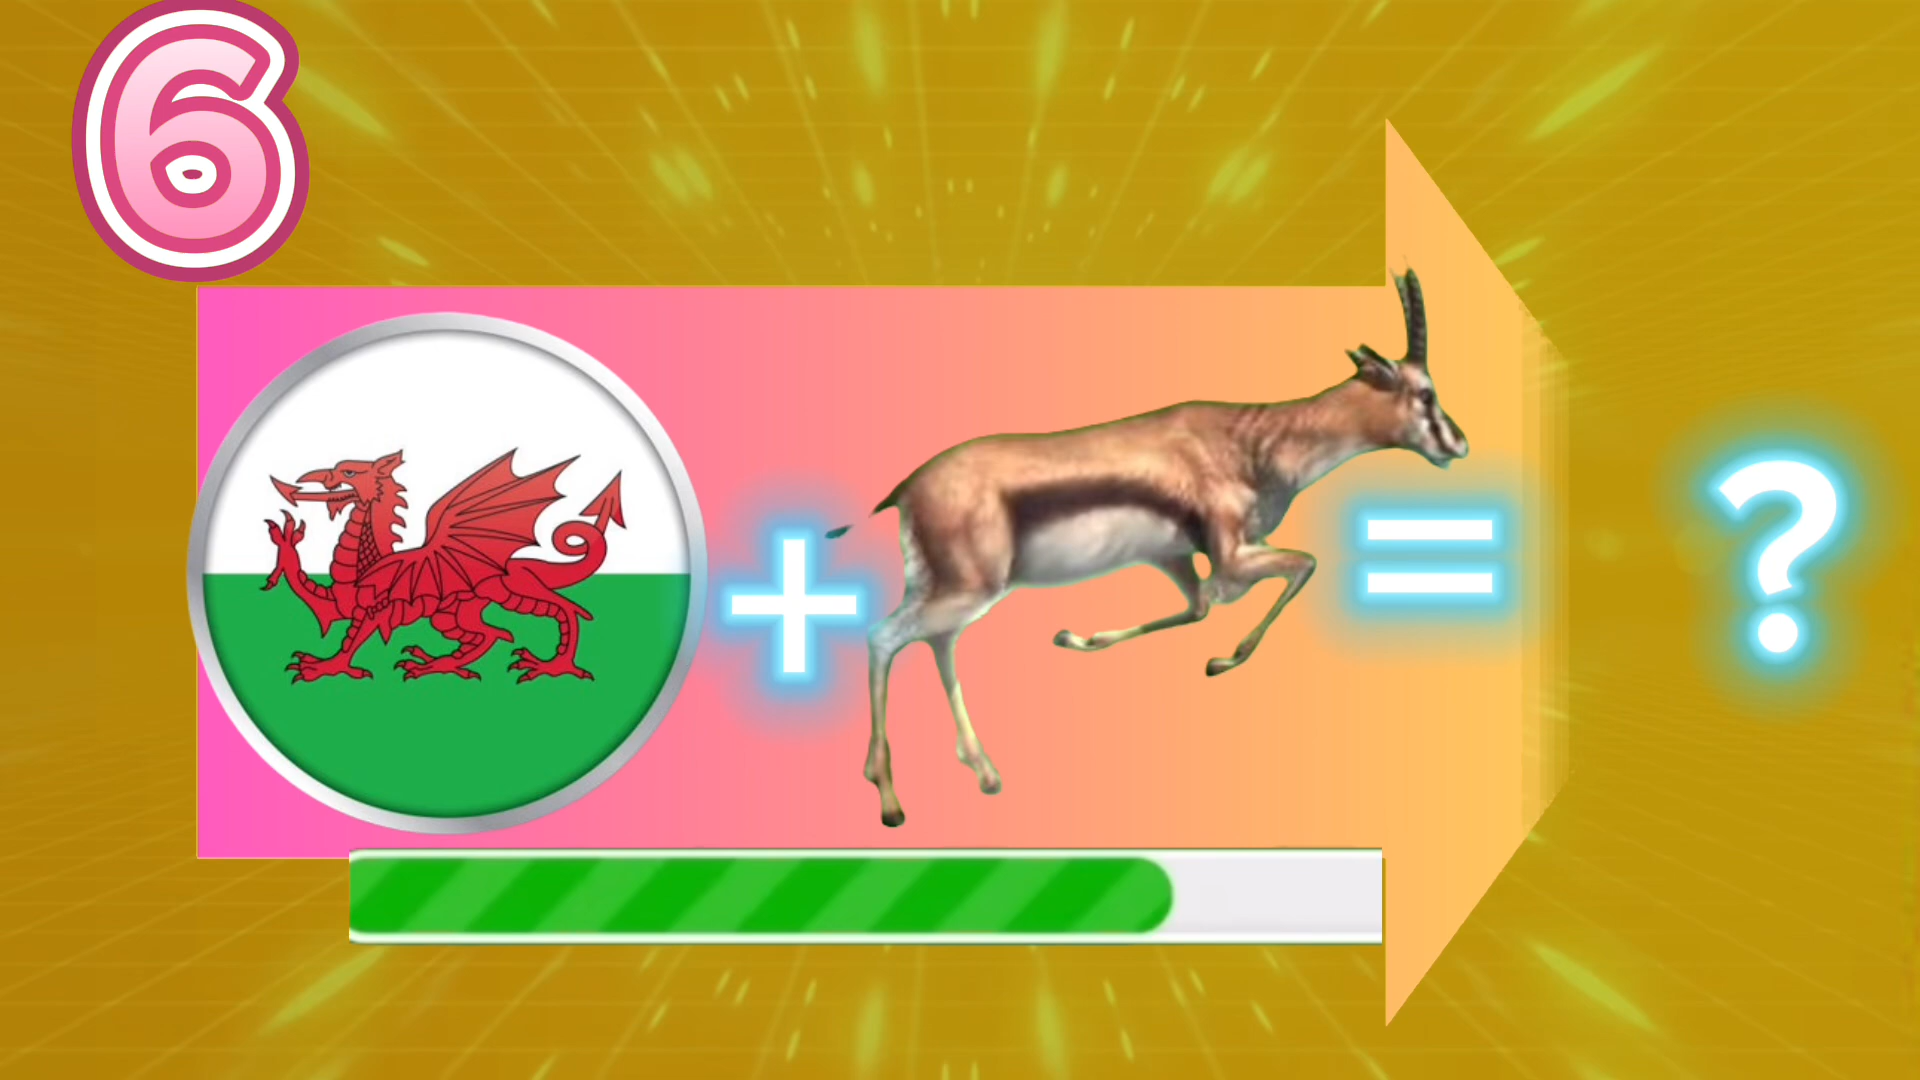 6
+ = ?